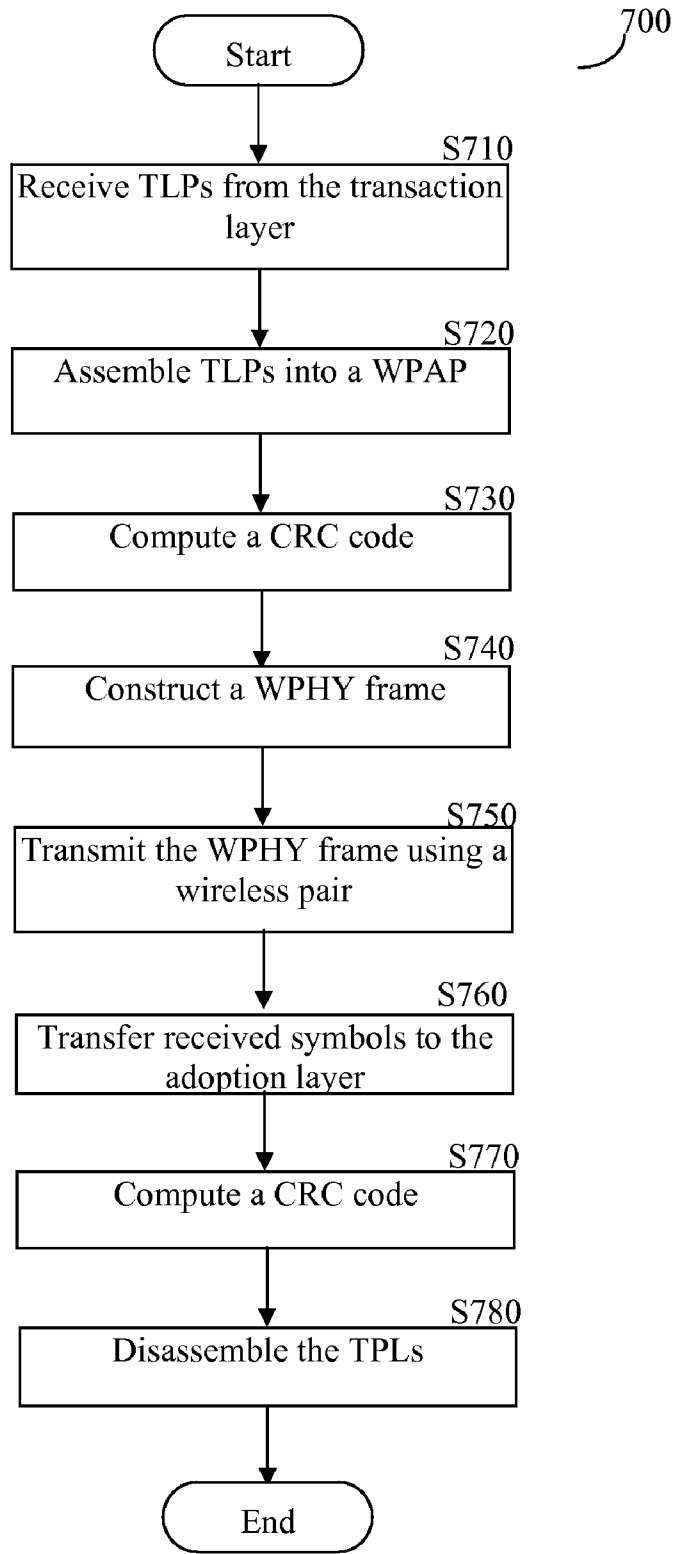 700
Start
S710
Receive TLPs from the transaction
layer
S720
Assemble TLPs into a WPAP
S730
Compute a CRC code
S740
Construct a WPHY frame
S750
Transmit the WPHY frame using a
wireless pair
S760
Transfer received symbols to the
adoption layer
S770
Compute a CRC code
S780
Disassemble the TPLs
End